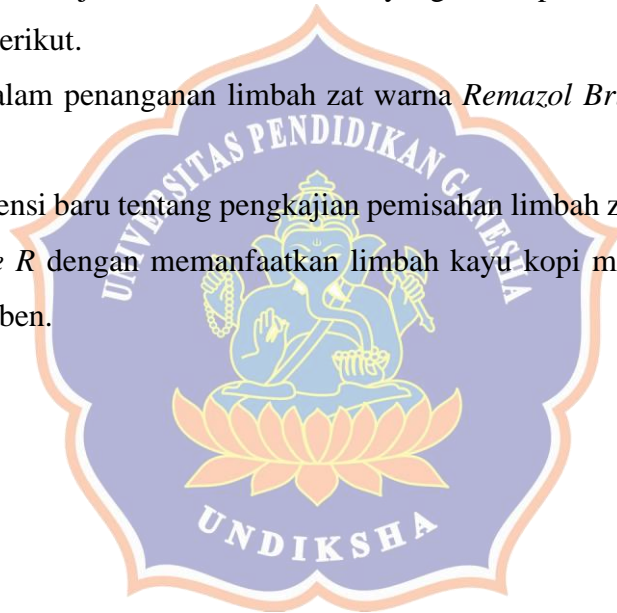 erikut.
alam penanganan limbah zat warna Remazol Br
ensi baru tentang pengkajian pemisahan limbah z
R dengan memanfaatkan limbah kayu kopi m
ben.
UNIVERSITAS PENDIDIKAN GANESHA
UNDIKSHA